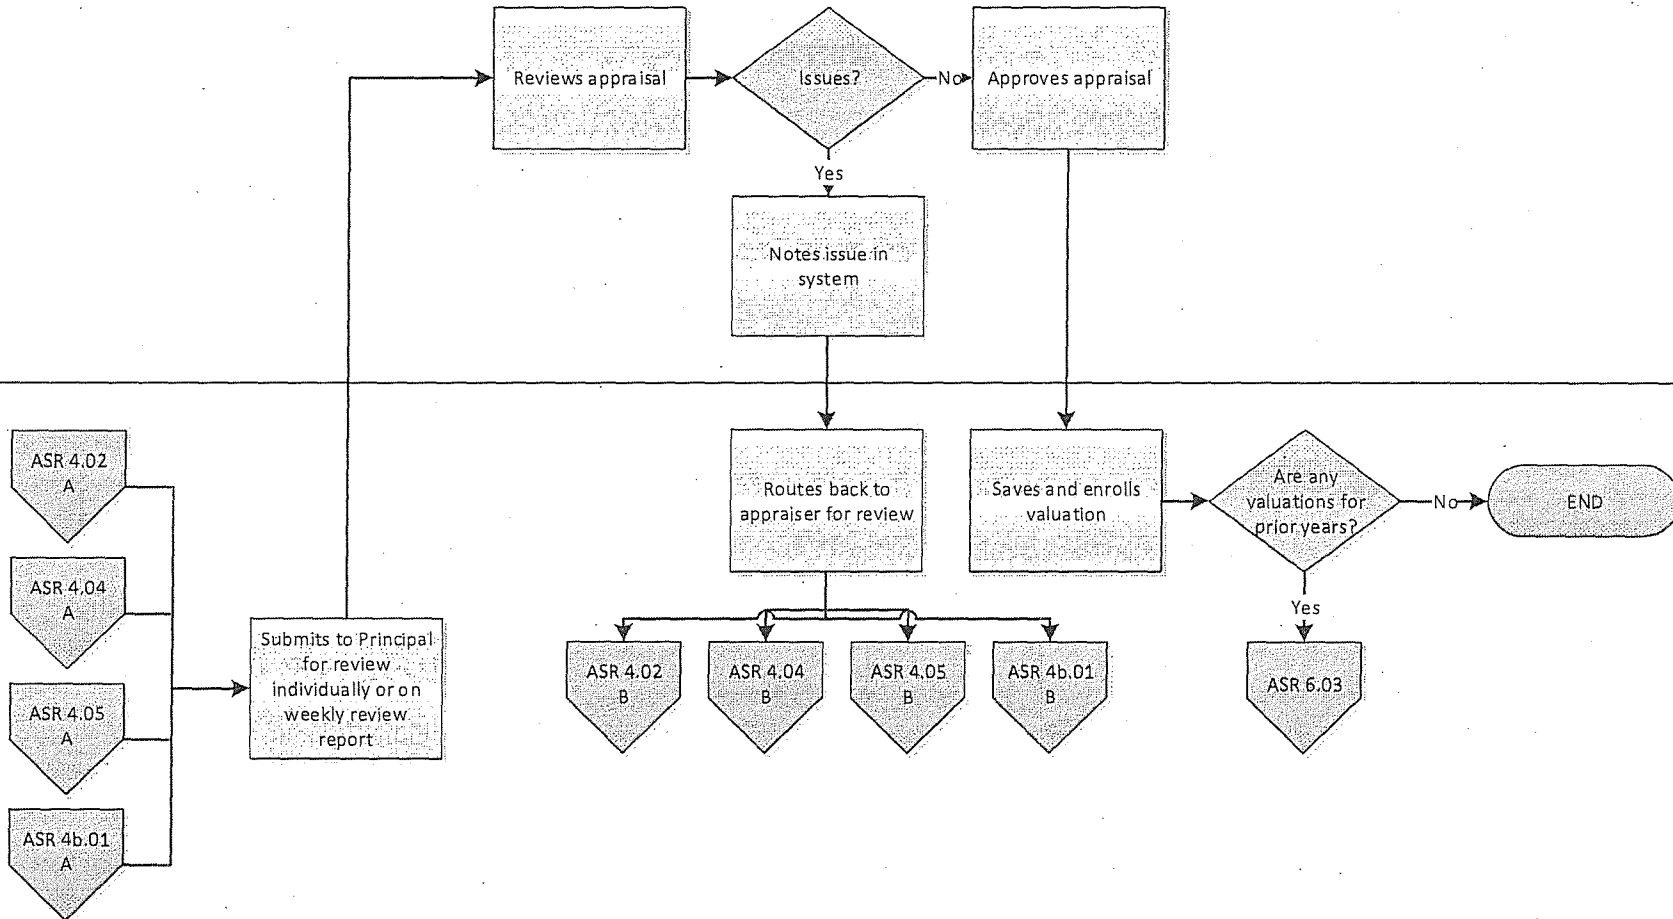 Reviews appraisal
Issues?
No
Approves appraisal
Yes
Notes issue in
system
ASR 4.02
A
ASR 4.04
A
ASR 4.05
A
ASR 4b.01
A
Submits to Principal
for review
individually or on
weekly review
report
Routes back to
appraiser for review
ASR 4.02
B
ASR 4.04
B
ASR 4.05
B
ASR 4b.01
B
Saves and enrolls
valuation
Are any
valuations for
prior years?
No
END
Yes
ASR 6.03